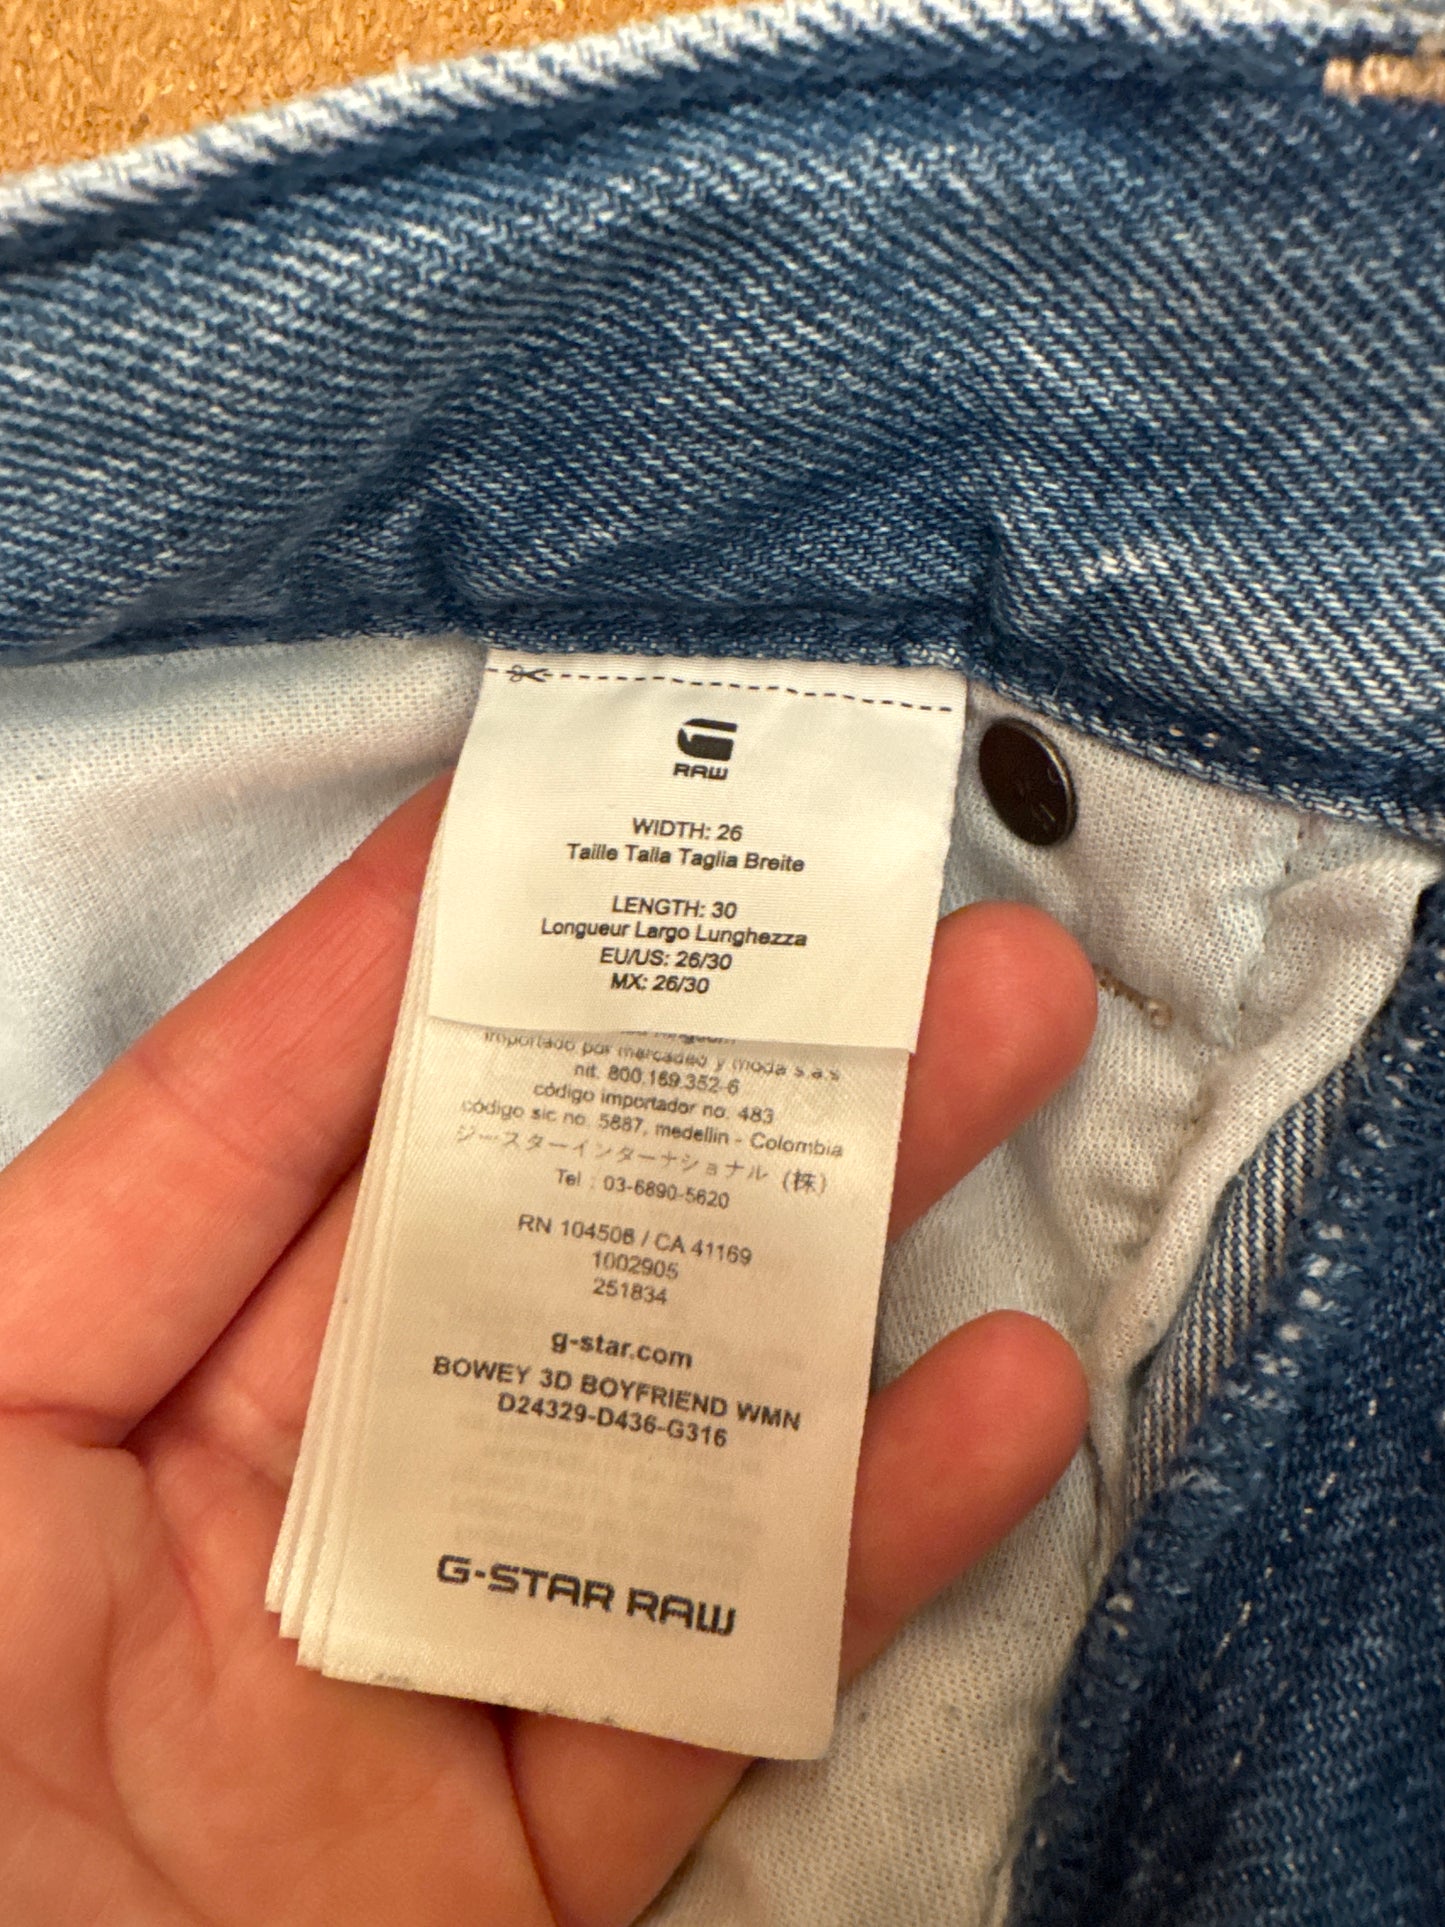 RAW
WIDTH: 26
Taille Talla Taglia Breite
LENGTH: 30
Longueur Largo Lunghezza
EU/US: 26/30
MX: 26/30
importado por marcadeo y moda s.a.s
nit. 800.169.352-6
código importador no. 483
código sic no. 5887, medellin - Colombia
ジースターインターナショナル (株)
Tel : 03-6890-5620
RN 104506 / CA 41169
1002905
251834
g-star.com
BOWEY 3D BOYFRIEND WMN
D24329-D436-G316
G-STAR RAW